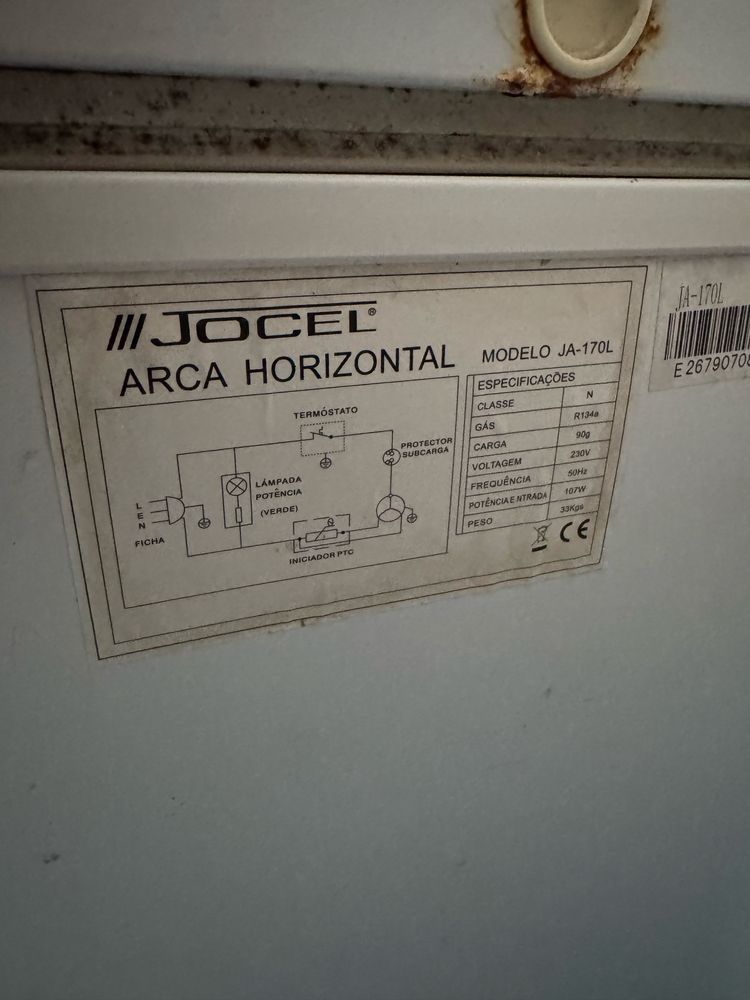 JOCEL®
ARCA HORIZONTAL
MODELO JA-170L
TERMÓSTATO
PROTECTOR
SUBCARGA
LÂMPADA
POTÊNCIA
(VERDE)
L
E
N
FICHA
INICIADOR PTC
ESPECIFICAÇÕES
CLASSE N
GÁS R134a
CARGA 90g
VOLTAGEM 230V
FREQUÊNCIA 50Hz
POTÊNCIA E NTRADA 107W
PESO 33Kgs
CE
JA-170L
E2679070